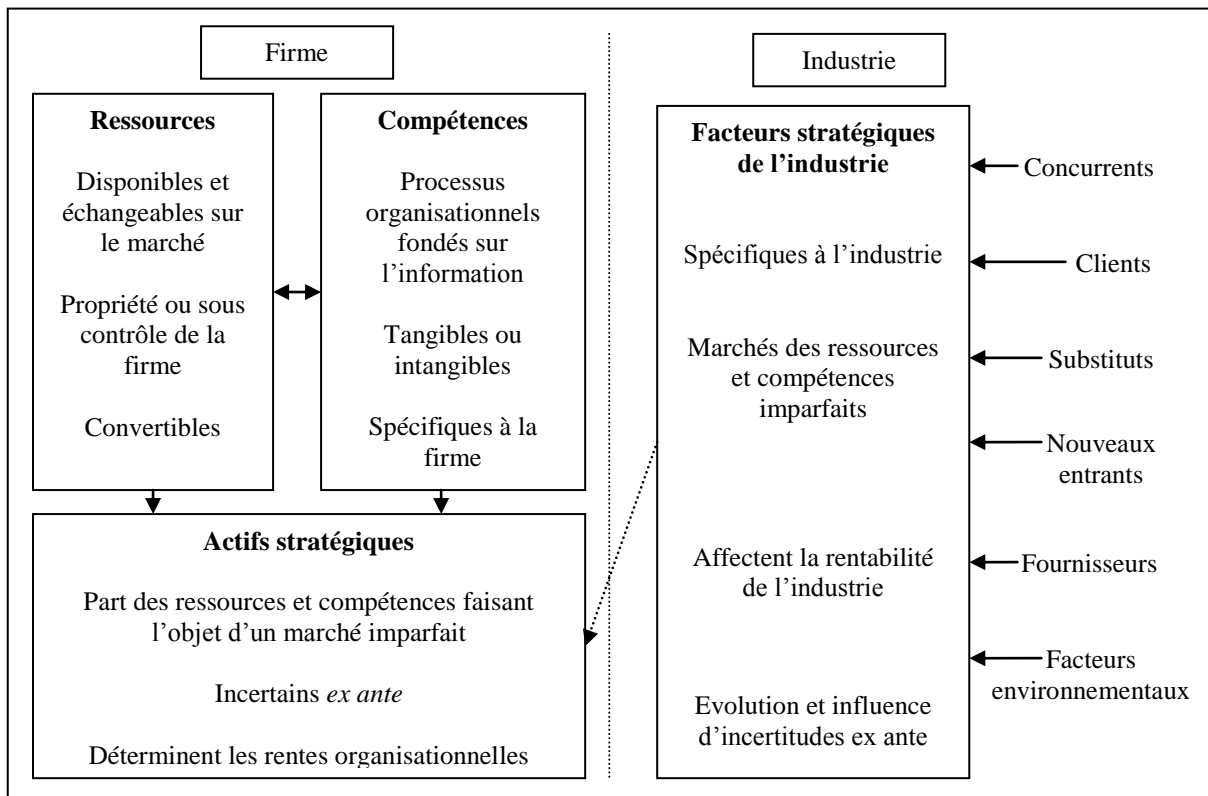 Firme
Ressources
Disponibles et
échangeables sur
le marché
Propriété ou sous
contrôle de la
firme
Convertibles
Compétences
Processus
organisationnels
fondés sur
l’information
Tangibles ou
intangibles
Spécifiques à la
firme
Actifs stratégiques
Part des ressources et compétences faisant
l’objet d’un marché imparfait
Incertains ex ante
Déterminent les rentes organisationnelles
Industrie
Facteurs stratégiques
de l’industrie
Spécifiques à l’industrie
Marchés des ressources
et compétences
imparfaits
Affectent la rentabilité
de l’industrie
Evolution et influence
d’incertitudes ex ante
Concurrents
Clients
Substituts
Nouveaux
entrants
Fournisseurs
Facteurs
environnementaux